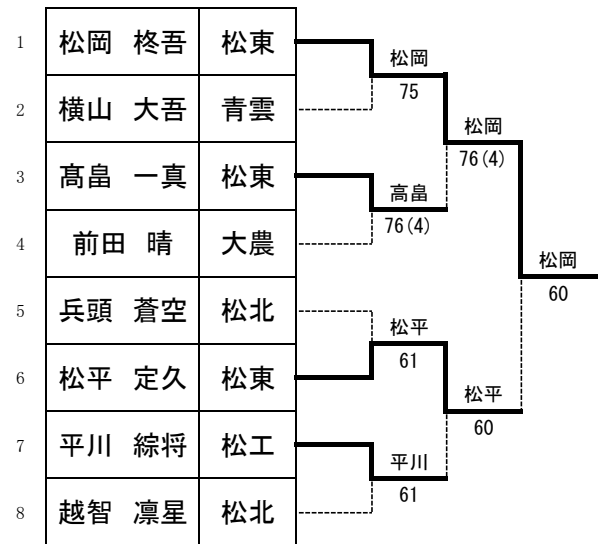 1 松岡 柊吾 松東
松岡
75
2 横山 大吾 青雲
松岡
76(4)
3 髙畠 一真 松東
高畠
76(4)
4 前田 晴 大農
松岡
60
5 兵頭 蒼空 松北
松平
61
6 松平 定久 松東
松平
60
7 平川 綜将 松工
平川
61
8 越智 凛星 松北